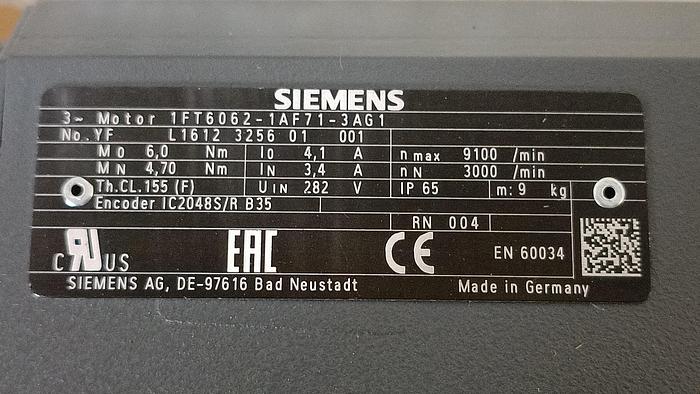 SIEMENS
3~ Motor 1FT6062-1AF71-3AG1
No. YF L1612 3256 01 001
M0 6,0 Nm I0 4,1 A n max 9100 /min
MN 4,70 Nm IN 3,4 A nN 3000 /min
Th.CL.155 (F) UIN 282 V IP 65 m: 9 kg
Encoder IC2048S/R B35
RN 004
c RU US EAC CE EN 60034
SIEMENS AG, DE-97616 Bad Neustadt Made in Germany